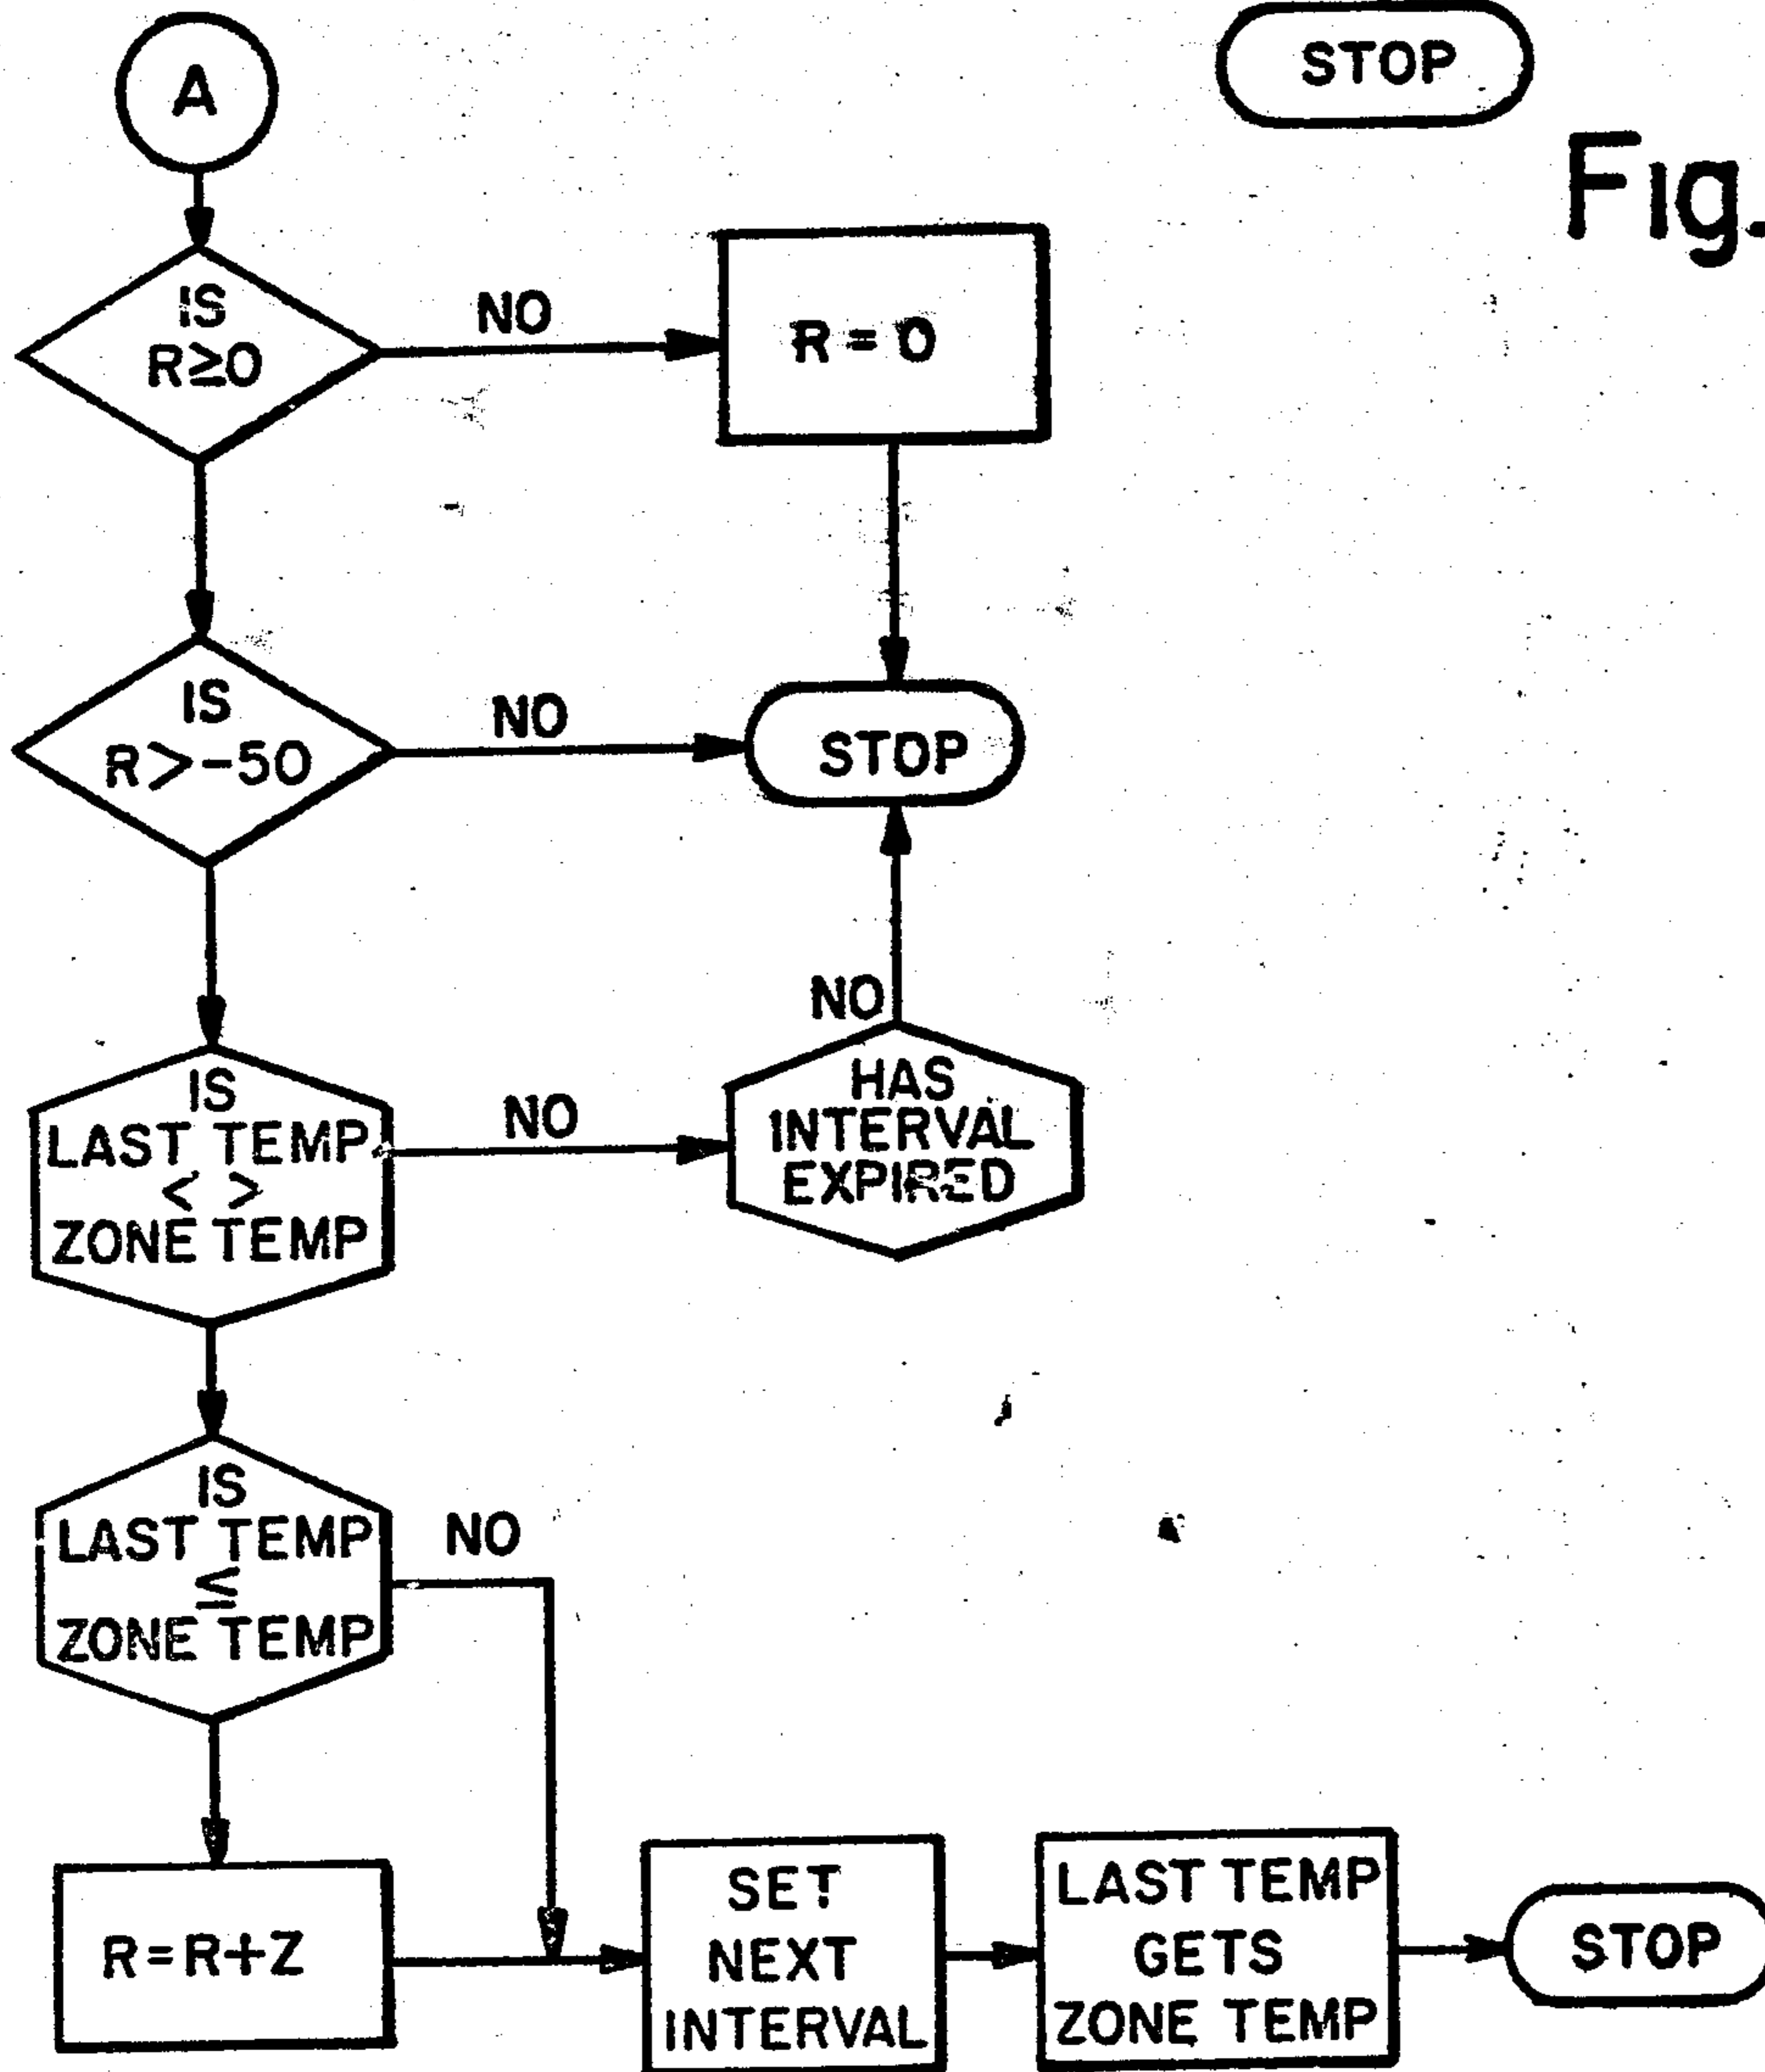 A
STOP
Fig.
IS
R≥0
NO
R = 0
IS
R>-50
NO
STOP
IS
LAST TEMP
< >
ZONE TEMP
NO
NO
HAS
INTERVAL
EXPIRED
IS
LAST TEMP
≤
ZONE TEMP
NO
R=R+Z
SET
NEXT
INTERVAL
LAST TEMP
GETS
ZONE TEMP
STOP